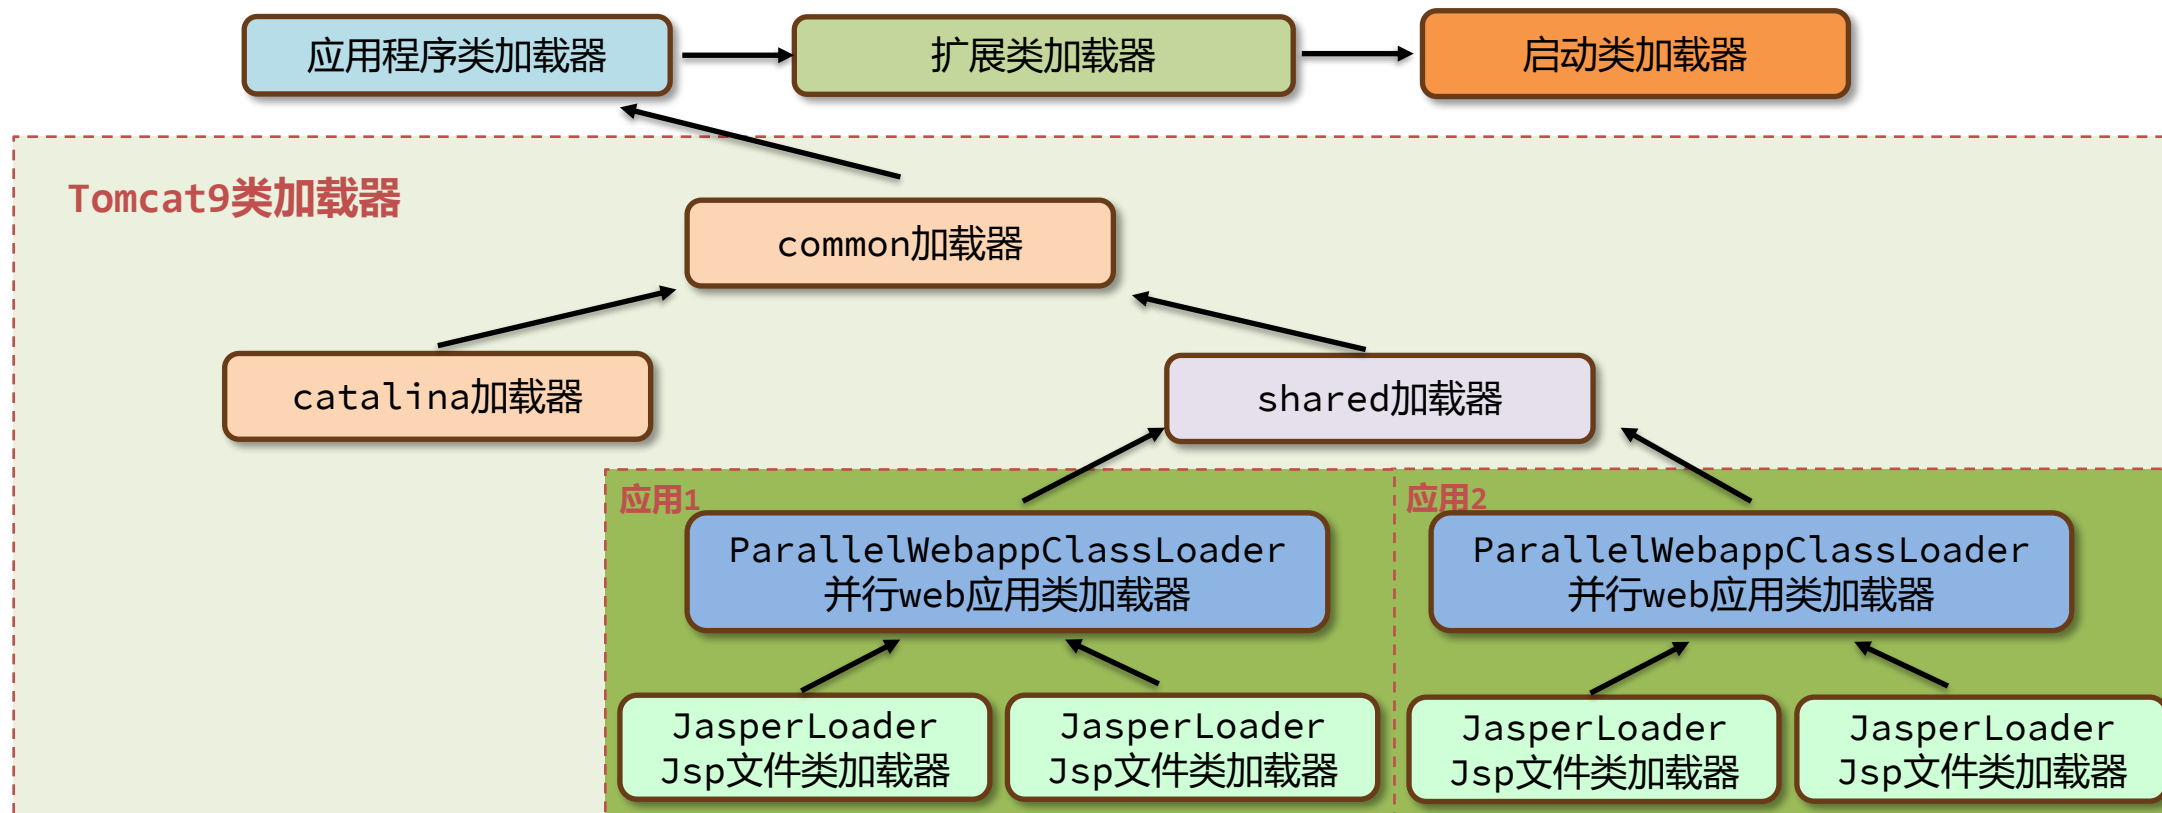 应用程序类加载器
扩展类加载器
启动类加载器
Tomcat9类加载器
common加载器
catalina加载器
shared加载器
应用1
应用2
ParallelWebappClassLoader
并行web应用类加载器
ParallelWebappClassLoader
并行web应用类加载器
JasperLoader
Jsp文件类加载器
JasperLoader
Jsp文件类加载器
JasperLoader
Jsp文件类加载器
JasperLoader
Jsp文件类加载器